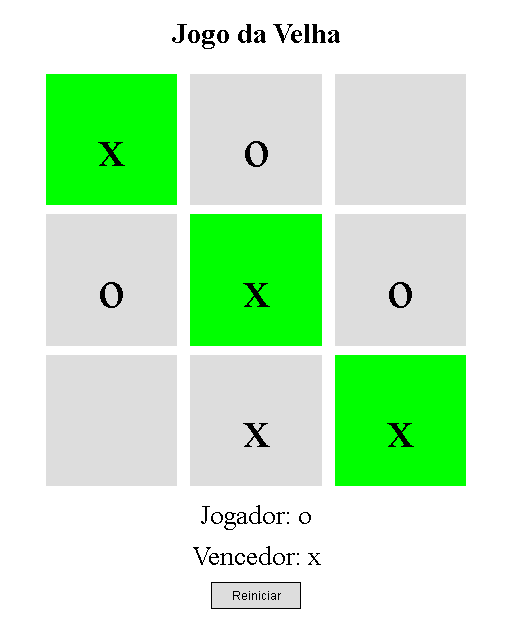 Jogo da Velha
x o
o x o
x x
Jogador: o
Vencedor: x
Reiniciar